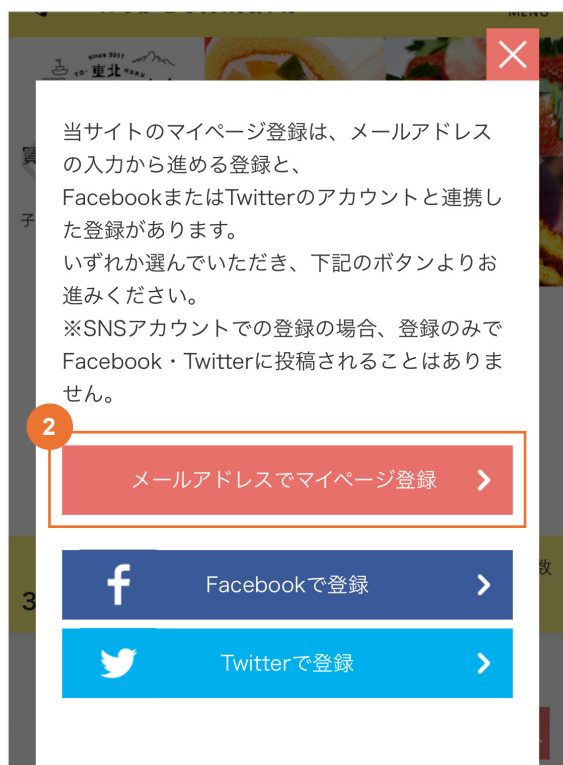 MENU
since 2011
東北
当サイトのマイページ登録は、メールアドレス
の入力から進める登録と、
FacebookまたはTwitterのアカウントと連携し
た登録があります。
いずれか選んでいただき、下記のボタンよりお
進みください。
※SNSアカウントでの登録の場合、登録のみで
Facebook・Twitterに投稿されることはありま
せん。
2
メールアドレスでマイページ登録
Facebookで登録
数
3
Twitterで登録